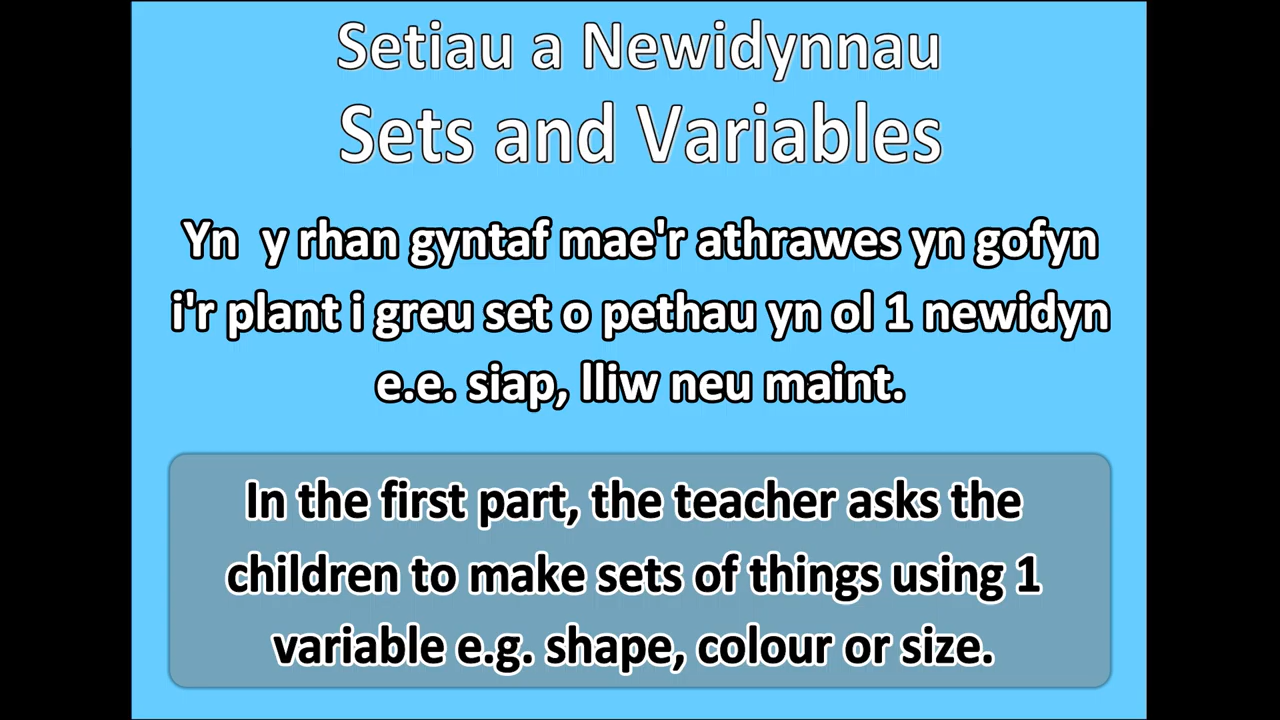 Setiau a Newidynnau
Sets and Variables
Yn y rhan gyntaf mae'r athrawes yn gofyn
i'r plant i greu set o pethau yn ol 1 newidyn
e.e. siap, lliw neu maint.
In the first part, the teacher asks the
children to make sets of things using 1
variable e.g. shape, colour or size.